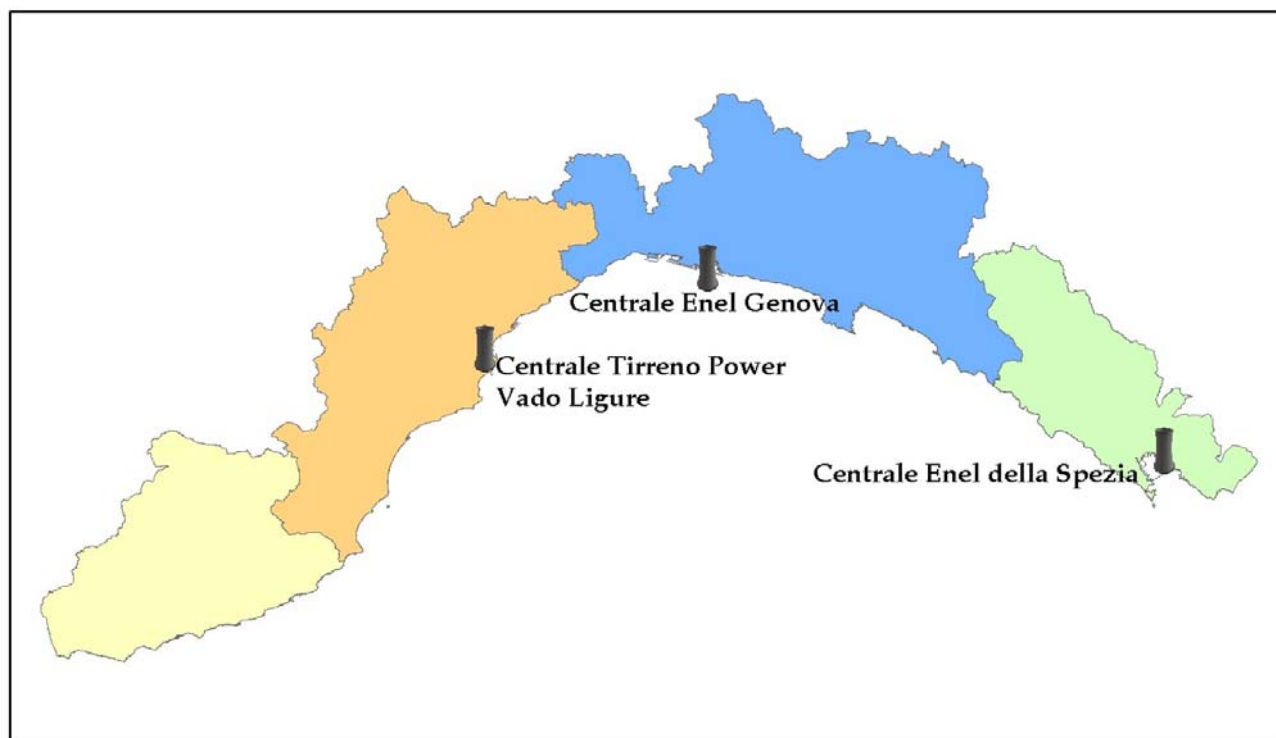 Centrale Enel Genova
Centrale Tirreno Power
Vado Ligure
Centrale Enel della Spezia